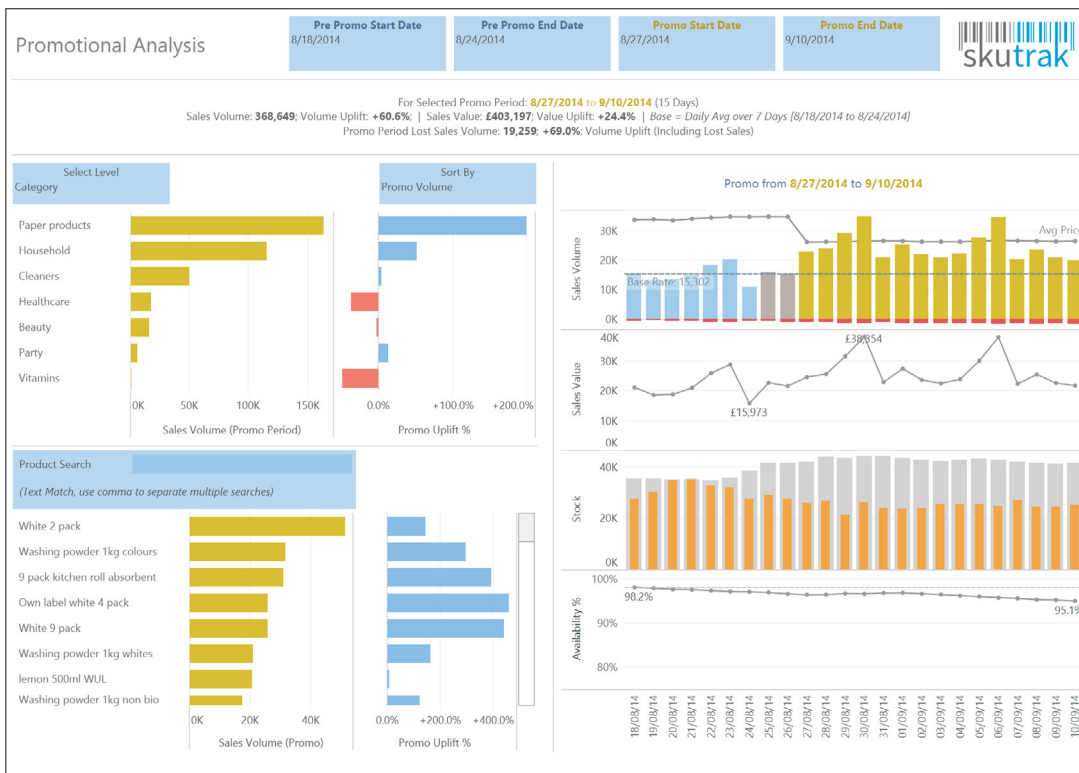 Promotional Analysis
Pre Promo Start Date
8/18/2014
Pre Promo End Date
8/24/2014
Promo Start Date
8/27/2014
Promo End Date
9/10/2014
skutrak
For Selected Promo Period: 8/27/2014 to 9/10/2014 (15 Days)
Sales Volume: 368,649; Volume Uplift: +60.6%; | Sales Value: £403,197; Value Uplift: +24.4% | Base = Daily Avg over 7 Days [8/18/2014 to 8/24/2014]
Promo Period Lost Sales Volume: 19,259; +69.0%: Volume Uplift (Including Lost Sales)
Select Level
Category
Sort By
Promo Volume
Paper products
Household
Cleaners
Healthcare
Beauty
Party
Vitamins
0K 50K 100K 150K
Sales Volume (Promo Period)
0.0% +100.0% +200.0%
Promo Uplift %
Product Search
(Text Match, use comma to separate multiple searches)
White 2 pack
Washing powder 1kg colours
9 pack kitchen roll absorbent
Own label white 4 pack
White 9 pack
Washing powder 1kg whites
lemon 500ml WUL
Washing powder 1kg non bio
0K 20K 40K
Sales Volume (Promo)
0.0% +200.0% +400.0%
Promo Uplift %
Promo from 8/27/2014 to 9/10/2014
Sales Volume
30K
20K
10K
0K
Avg Price
Base Rate: 15,302
Sales Value
40K
30K
20K
10K
0K
£38,354
£15,973
Stock
40K
20K
0K
Availability %
100%
90%
80%
98.2%
95.1%
18/08/14
19/08/14
20/08/14
21/08/14
22/08/14
23/08/14
24/08/14
25/08/14
26/08/14
27/08/14
28/08/14
29/08/14
30/08/14
31/08/14
01/09/14
02/09/14
03/09/14
04/09/14
05/09/14
06/09/14
07/09/14
08/09/14
09/09/14
10/09/14